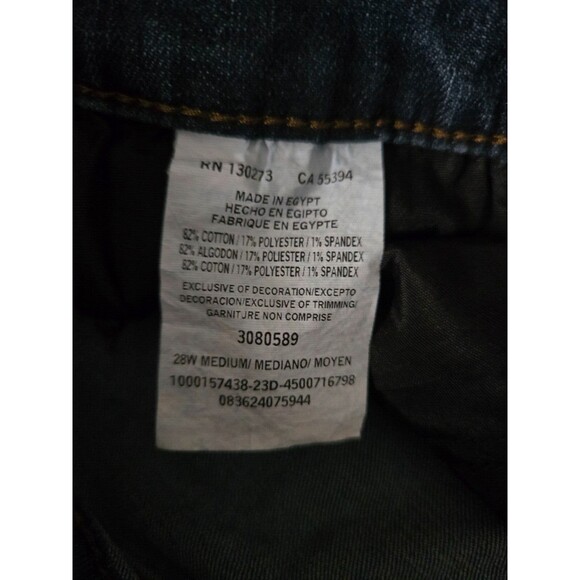 RN 130273 CA 55394
MADE IN EGYPT
HECHO EN EGIPTO
FABRIQUE EN EGYPTE
82% COTTON / 17% POLYESTER / 1% SPANDEX
82% ALGODON / 17% POLIESTER / 1% SPANDEX
82% COTON / 17% POLYESTER / 1% SPANDEX
EXCLUSIVE OF DECORATION/EXCEPTO
DECORACION/EXCLUSIVE OF TRIMMING/
GARNITURE NON COMPRISE
3080589
28W MEDIUM/ MEDIANO/ MOYEN
1000157438-23D-4500716798
083624075944